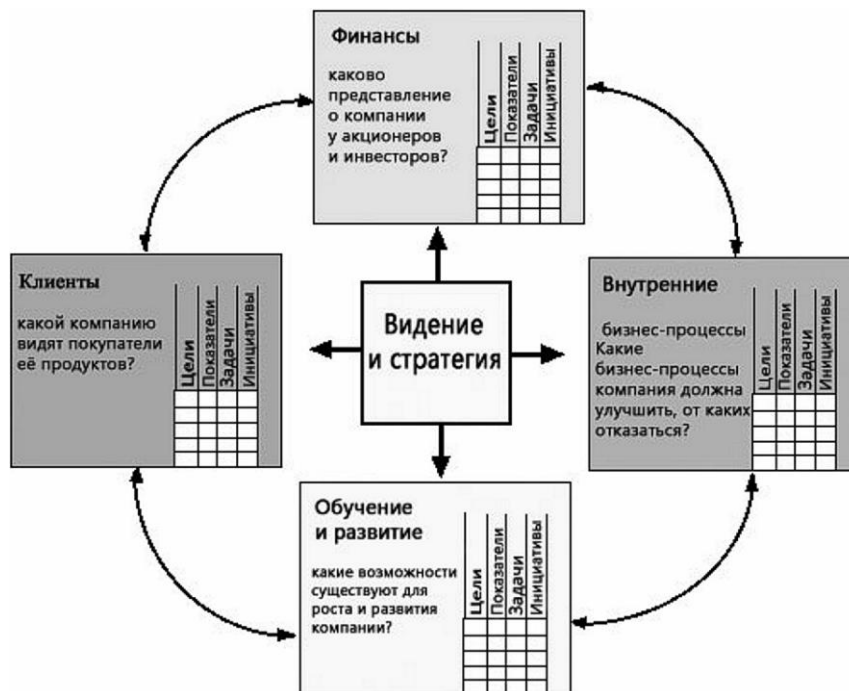 Финансы
каково
представление
о компании
у акционеров
и инвесторов?
Цели
Показатели
Задачи
Инициативы
Клиенты
какой компанию
видят покупатели
её продуктов?
Цели
Показатели
Задачи
Инициативы
Видение
и стратегия
Внутренние
бизнес-процессы
Какие
бизнес-процессы
компания должна
улучшить, от каких
отказаться?
Цели
Показатели
Задачи
Инициативы
Обучение
и развитие
какие возможности
существуют для
роста и развития
компании?
Цели
Показатели
Задачи
Инициативы